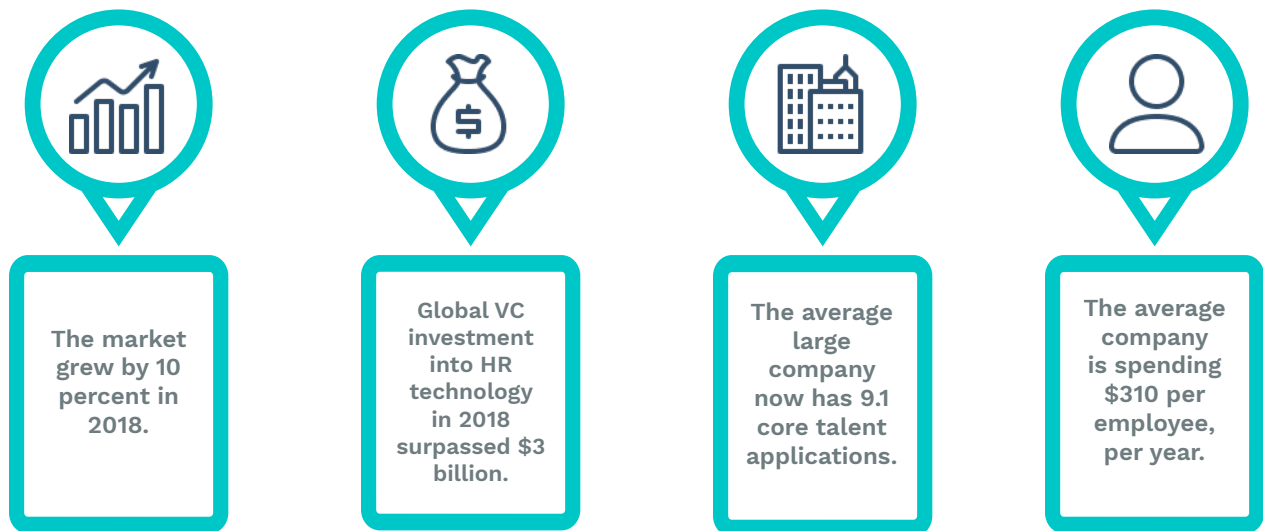 The market
grew by 10
percent in
2018.
Global VC
investment
into HR
technology
in 2018
surpassed $3
billion.
The average
large
company
now has 9.1
core talent
applications.
The average
company
is spending
$310 per
employee,
per year.